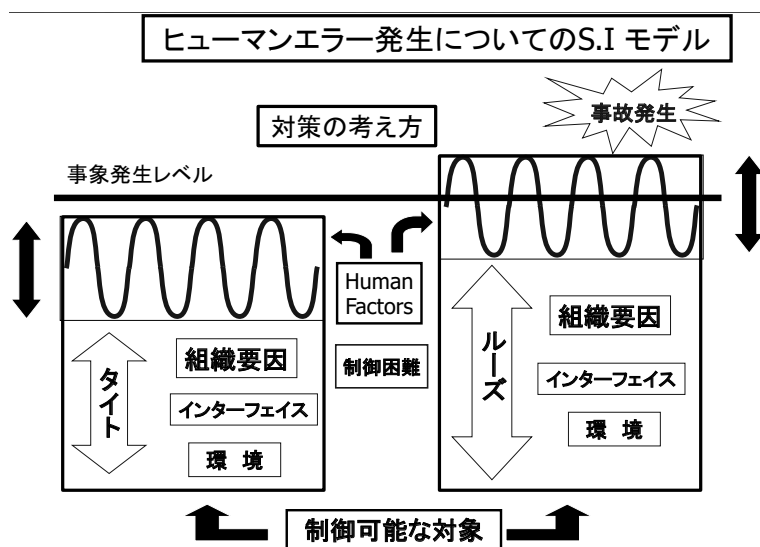 ヒューマンエラー発生についてのS.I モデル
事故発生
対策の考え方
事象発生レベル
Human
Factors
制御困難
タイト
組織要因
インターフェイス
環 境
ルーズ
組織要因
インターフェイス
環 境
制御可能な対象